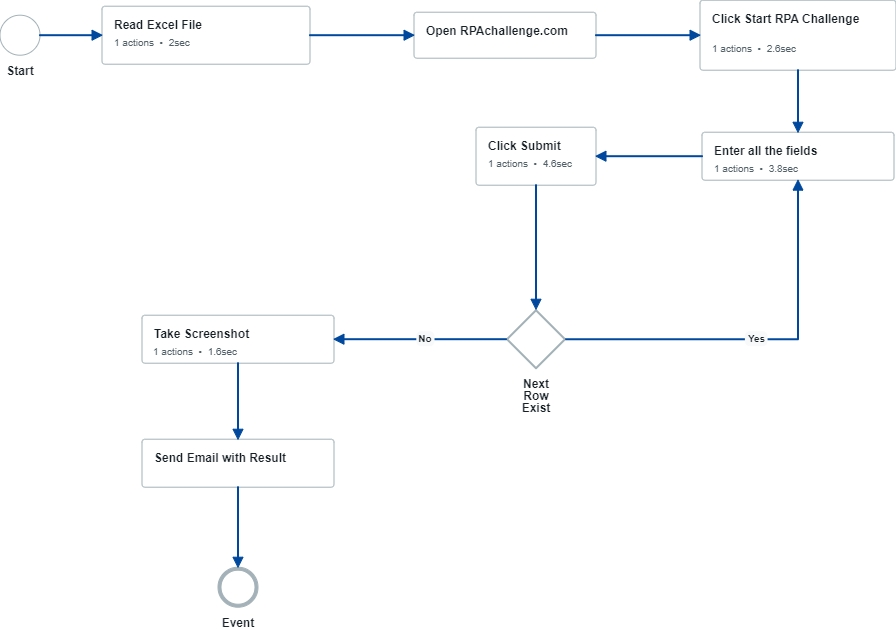 Read Excel File
1 actions • 2sec
Start
Open RPAchallenge.com
Click Start RPA Challenge
1 actions • 2.6sec
Click Submit
1 actions • 4.6sec
Enter all the fields
1 actions • 3.8sec
Take Screenshot
1 actions • 1.6sec
No
Yes
Next
Row
Exist
Send Email with Result
Event